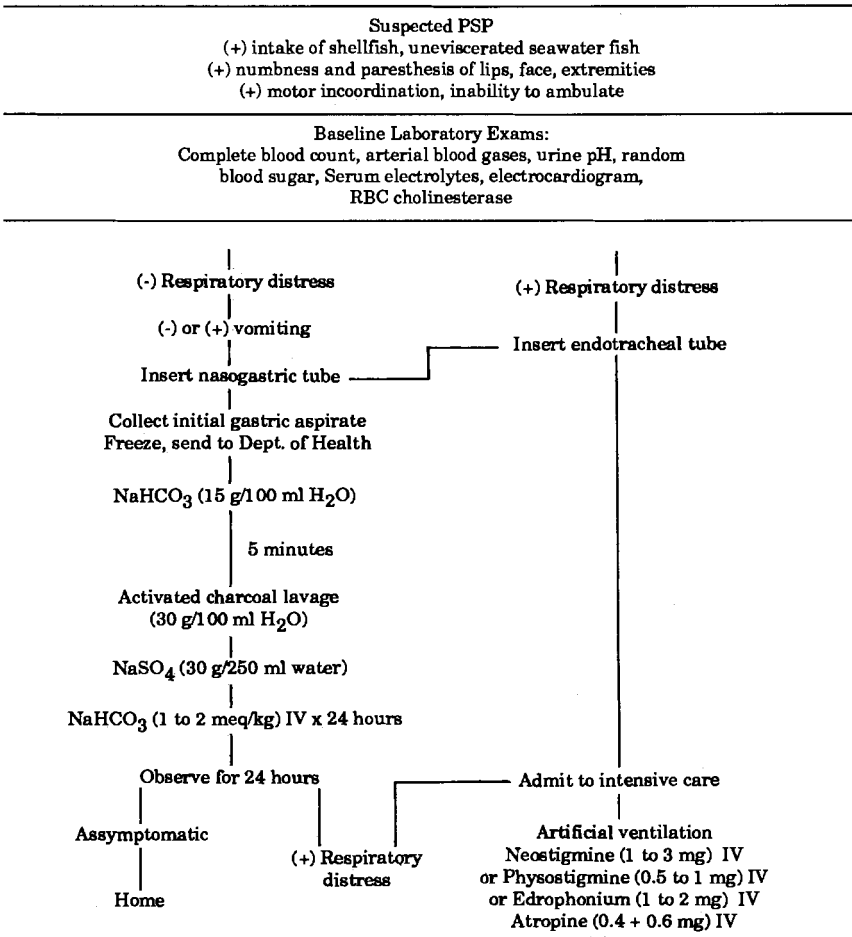 Suspected PSP
(+) intake of shellfish, uneviscerated seawater fish
(+) numbness and paresthesis of lips, face, extremities
(+) motor incoordination, inability to ambulate
Baseline Laboratory Exams:
Complete blood count, arterial blood gases, urine pH, random
blood sugar, Serum electrolytes, electrocardiogram,
RBC cholinesterase
(-) Respiratory distress
(-) or (+) vomiting
Insert nasogastric tube
Collect initial gastric aspirate
Freeze, send to Dept. of Health
NaHCO3 (15 g/100 ml H2O)
5 minutes
Activated charcoal lavage
(30 g/100 ml H2O)
NaSO4 (30 g/250 ml water)
NaHCO3 (1 to 2 meq/kg) IV x 24 hours
Observe for 24 hours
Assymptomatic
Home
(+) Respiratory
distress
(+) Respiratory distress
Insert endotracheal tube
Admit to intensive care
Artificial ventilation
Neostigmine (1 to 3 mg) IV
or Physostigmine (0.5 to 1 mg) IV
or Edrophonium (1 to 2 mg) IV
Atropine (0.4 + 0.6 mg) IV